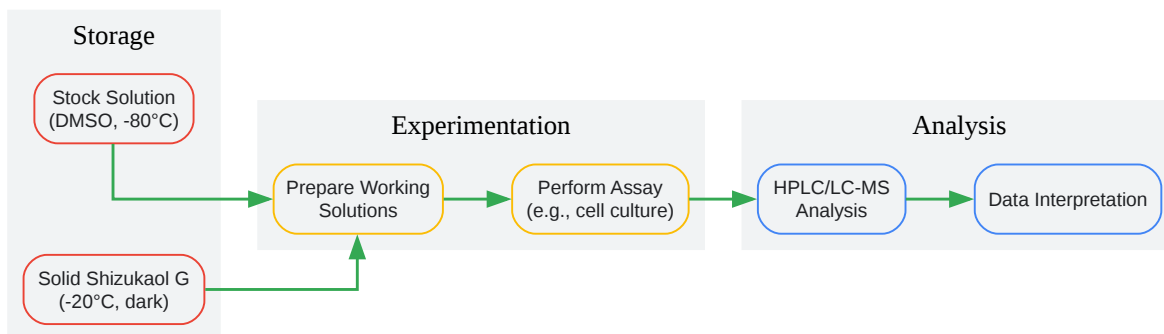 Storage
Stock Solution
(DMSO, -80°C)
Solid Shizukaol G
(-20°C, dark)
Experimentation
Prepare Working
Solutions
Perform Assay
(e.g., cell culture)
Analysis
HPLC/LC-MS
Analysis
Data Interpretation